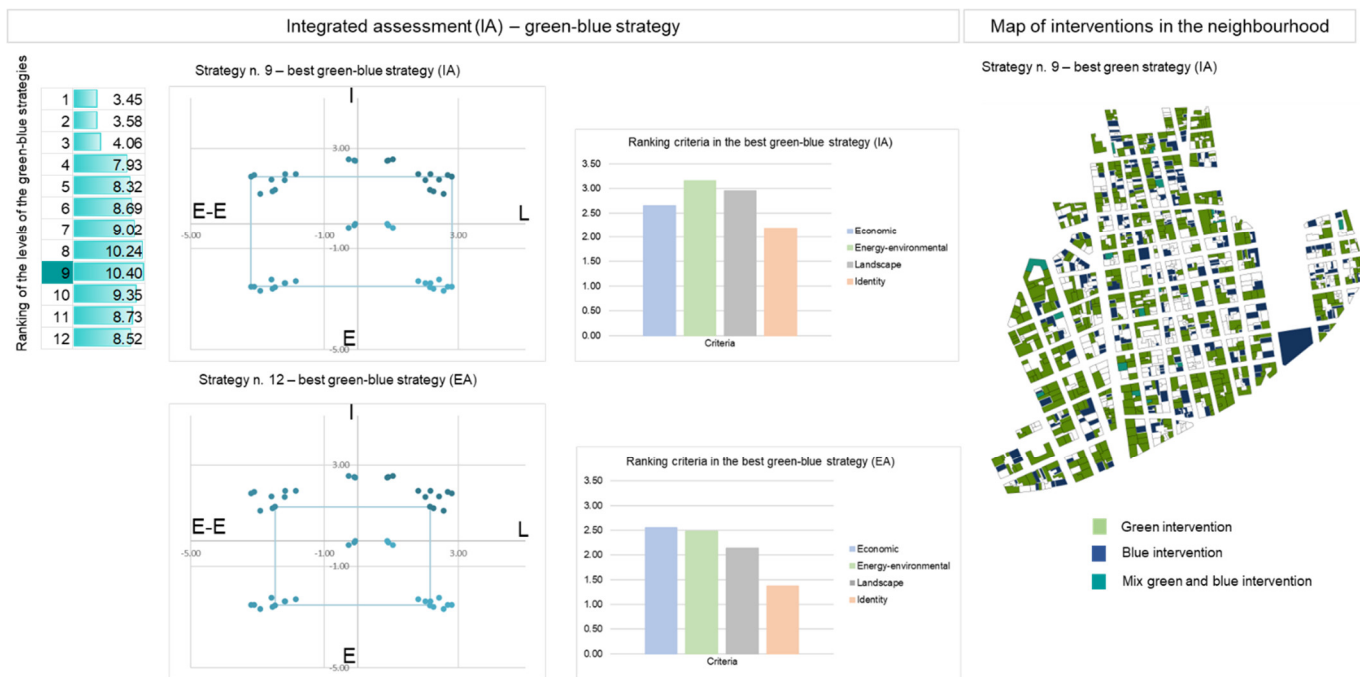 Integrated assessment (IA) – green-blue strategy
Map of interventions in the neighbourhood
Ranking of the levels of the green-blue strategies
1 3.45
2 3.58
3 4.06
4 7.93
5 8.32
6 8.69
7 9.02
8 10.24
9 10.40
10 9.35
11 8.73
12 8.52
Strategy n. 9 – best green-blue strategy (IA)
I
3.00
E-E
L
-5.00 -1.00 3.00
-1.00
E
-5.00
Ranking criteria in the best green-blue strategy (IA)
3.50
3.00
2.50
2.00
1.50
1.00
0.50
0.00
Criteria
Economic
Energy-environmental
Landscape
Identity
Strategy n. 12 – best green-blue strategy (EA)
I
3.00
E-E
L
-5.00 -1.00 3.00
-1.00
E
-5.00
Ranking criteria in the best green-blue strategy (EA)
3.50
3.00
2.50
2.00
1.50
1.00
0.50
0.00
Criteria
Economic
Energy-environmental
Landscape
Identity
Strategy n. 9 – best green strategy (IA)
Green intervention
Blue intervention
Mix green and blue intervention